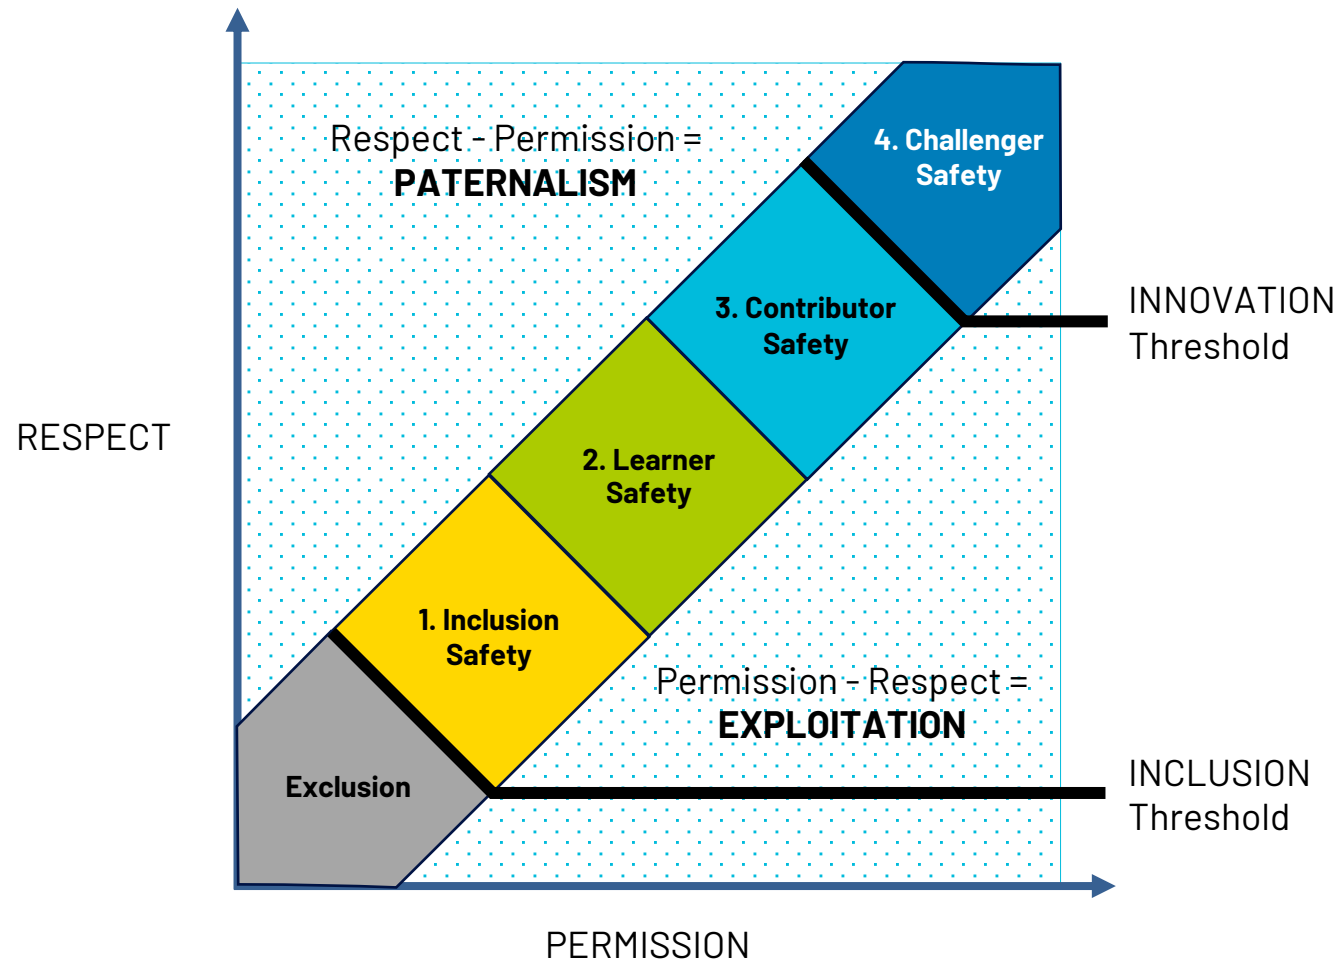 Respect - Permission =
PATERNALISM
4. Challenger
Safety
INNOVATION
Threshold
3. Contributor
Safety
RESPECT
2. Learner
Safety
1. Inclusion
Safety
Permission - Respect =
EXPLOITATION
Exclusion
INCLUSION
Threshold
PERMISSION